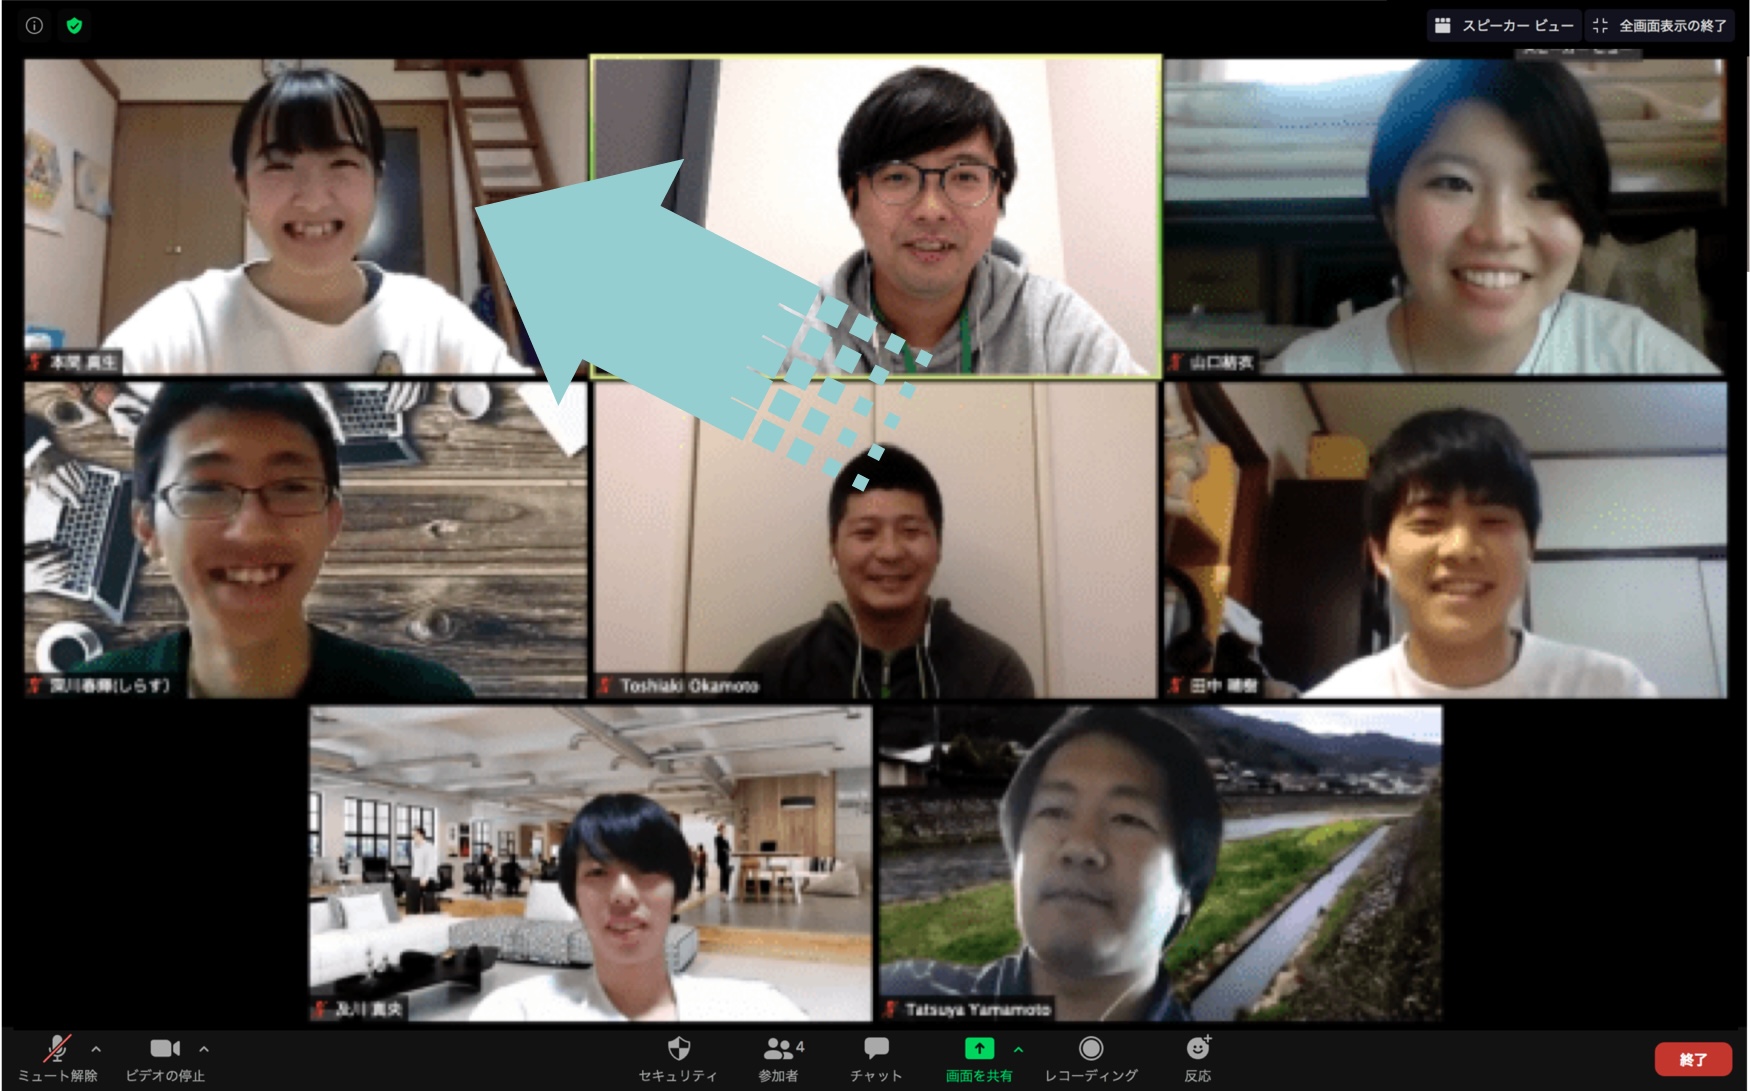 スピーカー ビュー
全画面表示の終了
本間 真生
山口結衣
深川春輝(しらす)
Toshiaki Okamoto
田中
及川 真央
Tatsuya Yamamoto
ミュート解除
ビデオの停止
セキュリティ
4
参加者
チャット
画面を共有
レコーディング
反応
終了